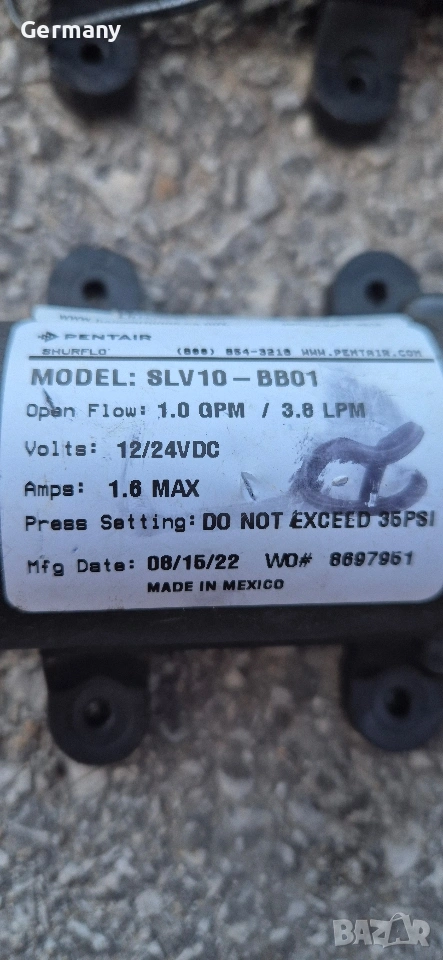 Germany
PENTAIR
SHURFLO (866) 854-3218 WWW.PENTAIR.COM
MODEL: SLV10-BB01
Open Flow: 1.0 GPM / 3.8 LPM
Volts: 12/24VDC
Amps: 1.6 MAX
Press Setting: DO NOT EXCEED 35PSI
Mfg Date: 08/15/22 WO# 8697951
MADE IN MEXICO
BAZAR